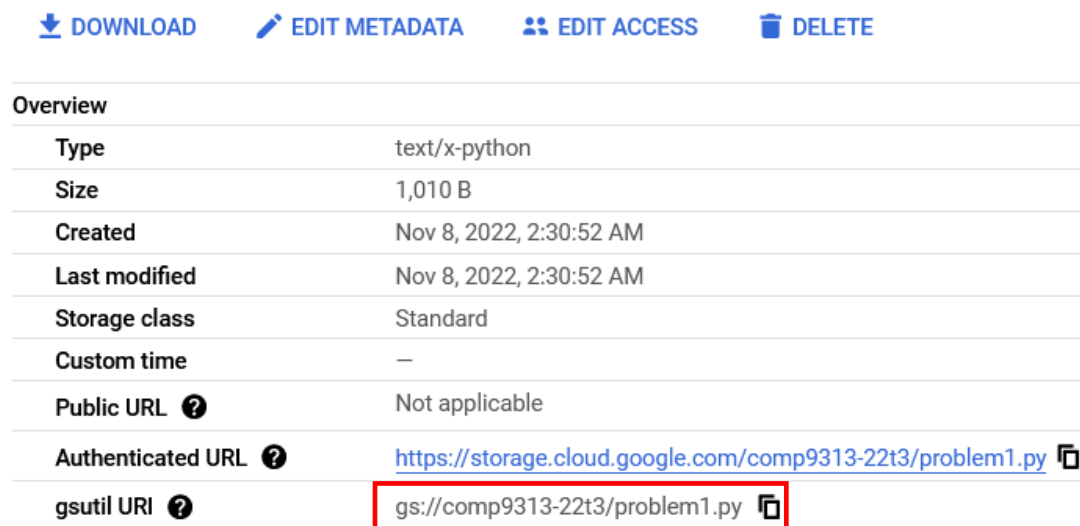 DOWNLOAD EDIT METADATA EDIT ACCESS DELETE
Overview
Type text/x-python
Size 1,010 B
Created Nov 8, 2022, 2:30:52 AM
Last modified Nov 8, 2022, 2:30:52 AM
Storage class Standard
Custom time —
Public URL ? Not applicable
Authenticated URL ? https://storage.cloud.google.com/comp9313-22t3/problem1.py
gsutil URI ? gs://comp9313-22t3/problem1.py